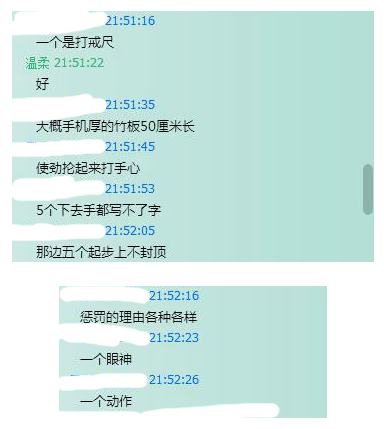 21:51:16
一个是打戒尺
温柔 21:51:22
好
21:51:35
大概手机厚的竹板50厘米长
21:51:45
使劲抡起来打手心
21:51:53
5个下去手都写不了字
21:52:05
那边五个起步上不封顶
21:52:16
惩罚的理由各种各样
21:52:23
一个眼神
21:52:26
一个动作